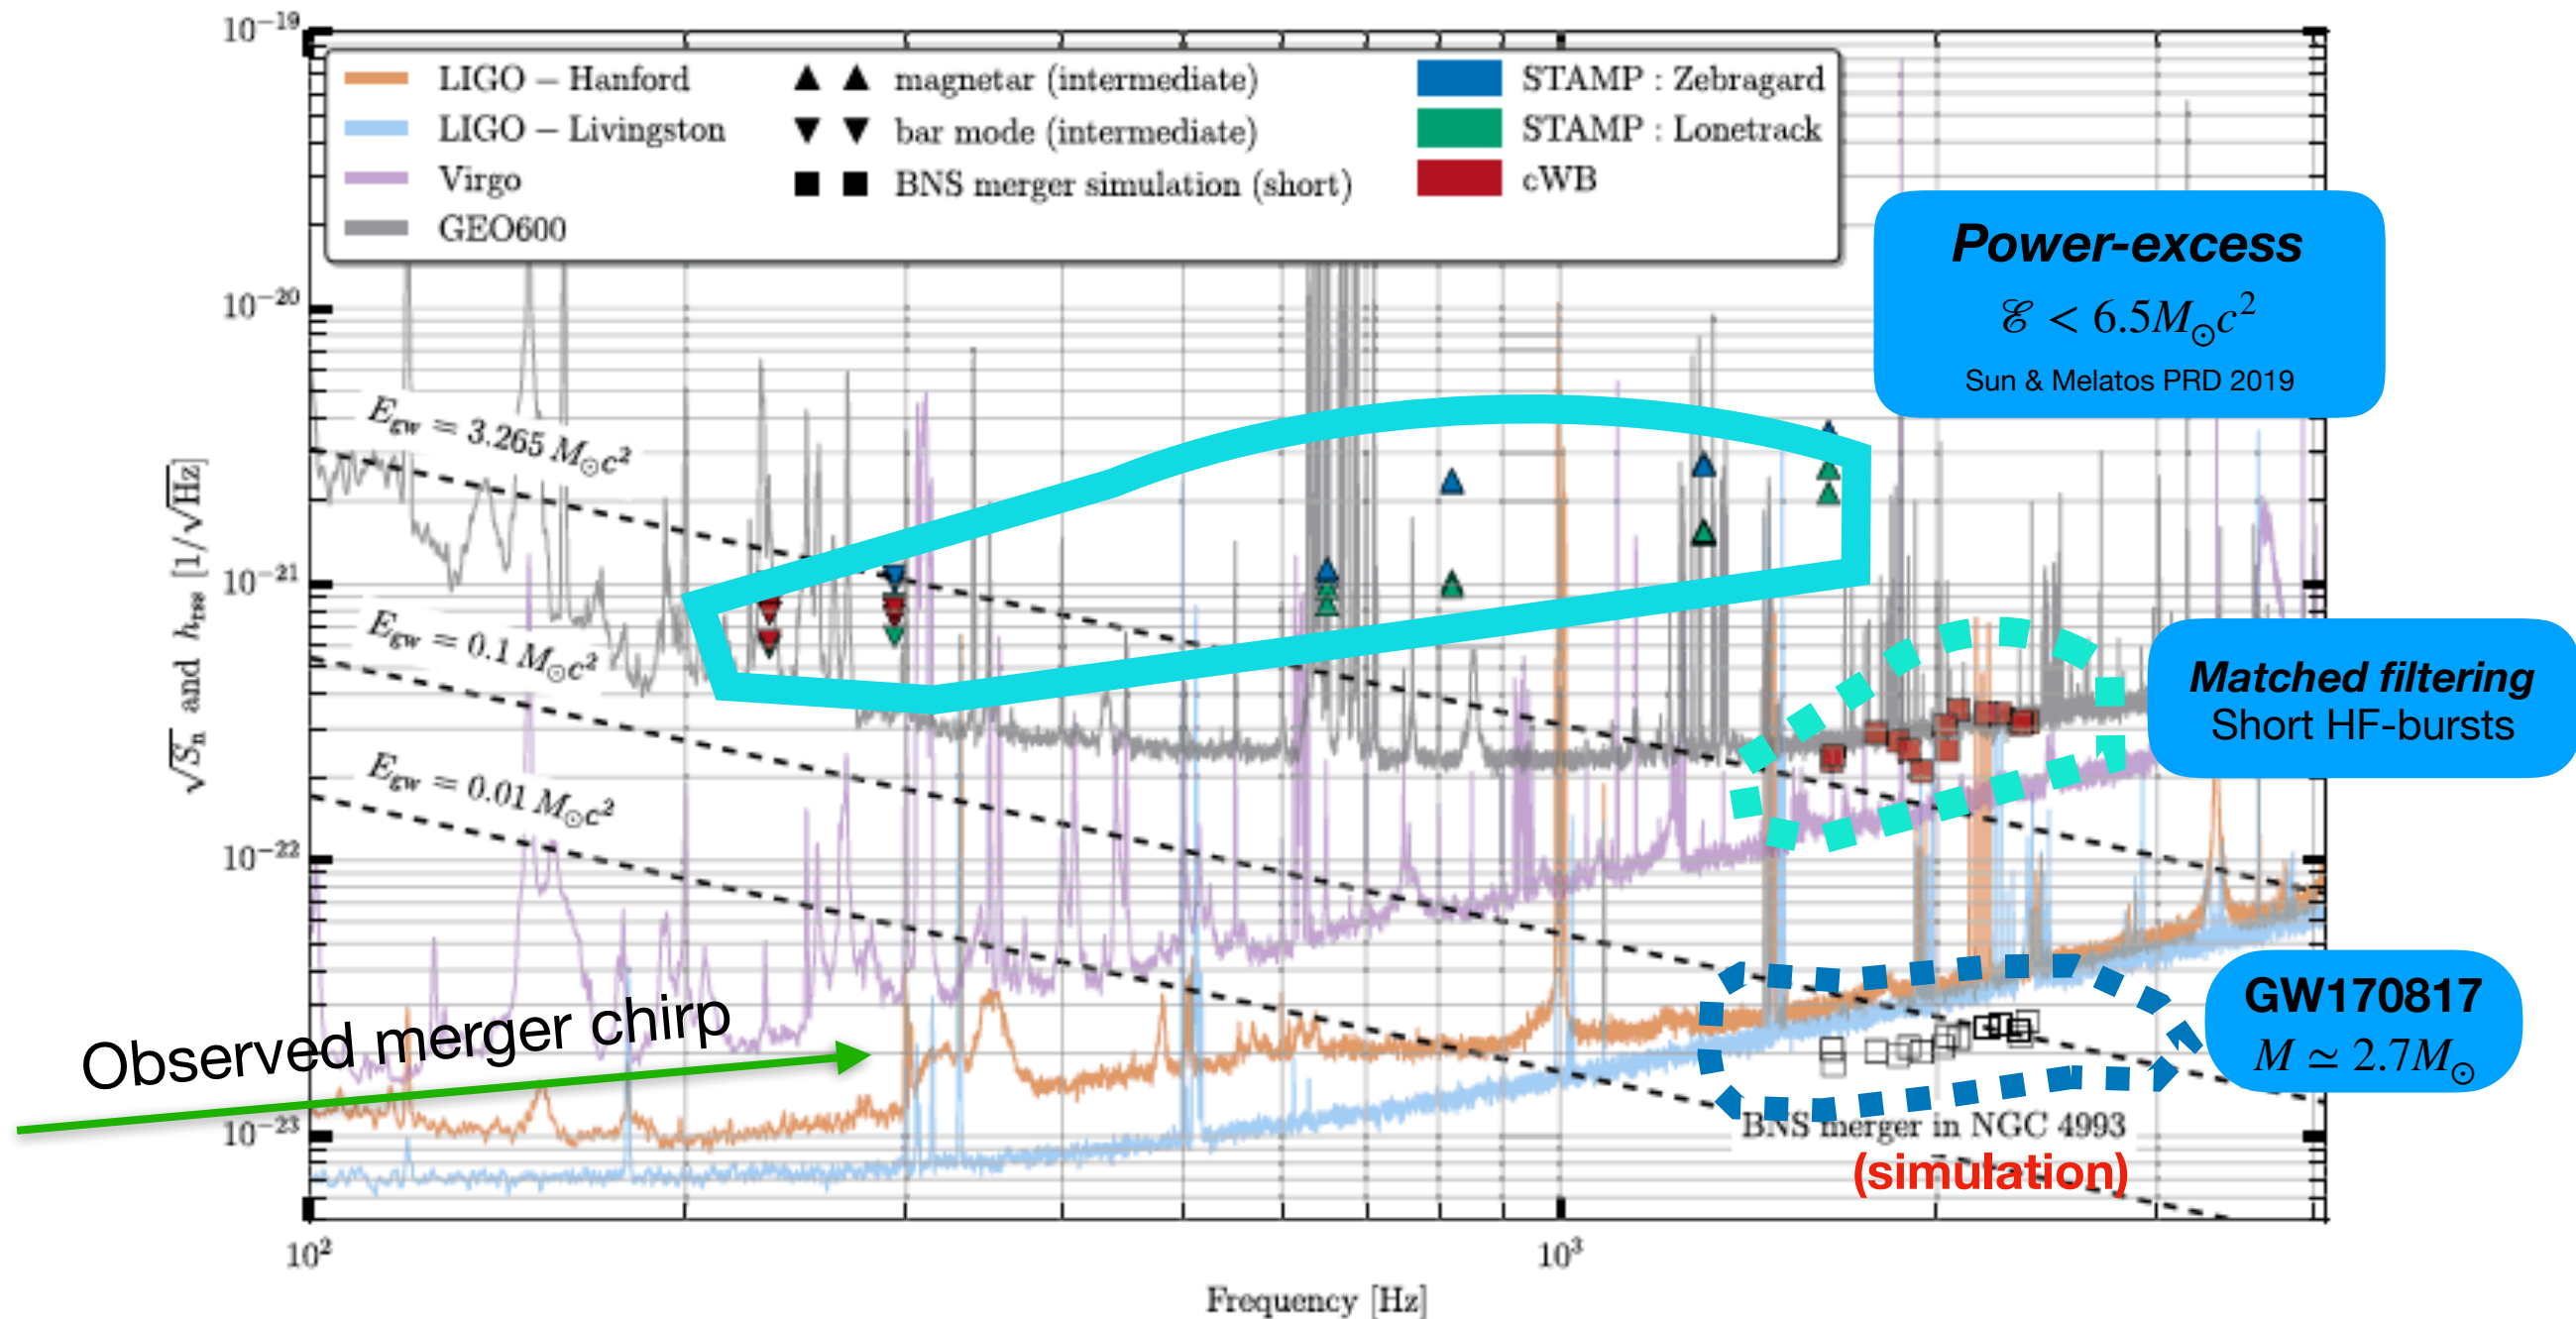 10⁻¹⁹
LIGO – Hanford
LIGO – Livingston
Virgo
GEO600
magnetar (intermediate)
bar mode (intermediate)
BNS merger simulation (short)
STAMP : Zebragard
STAMP : Lonetrack
cWB
Power-excess
ℰ < 6.5M☉c²
Sun & Melatos PRD 2019
10⁻²⁰
E_gw = 3.265 M☉c²
√S_n and h_rss [1/√Hz]
10⁻²¹
E_gw = 0.1 M☉c²
Matched filtering
Short HF-bursts
E_gw = 0.01 M☉c²
10⁻²²
Observed merger chirp
GW170817
M ≃ 2.7M☉
10⁻²³
BNS merger in NGC 4993
(simulation)
10²
10³
Frequency [Hz]